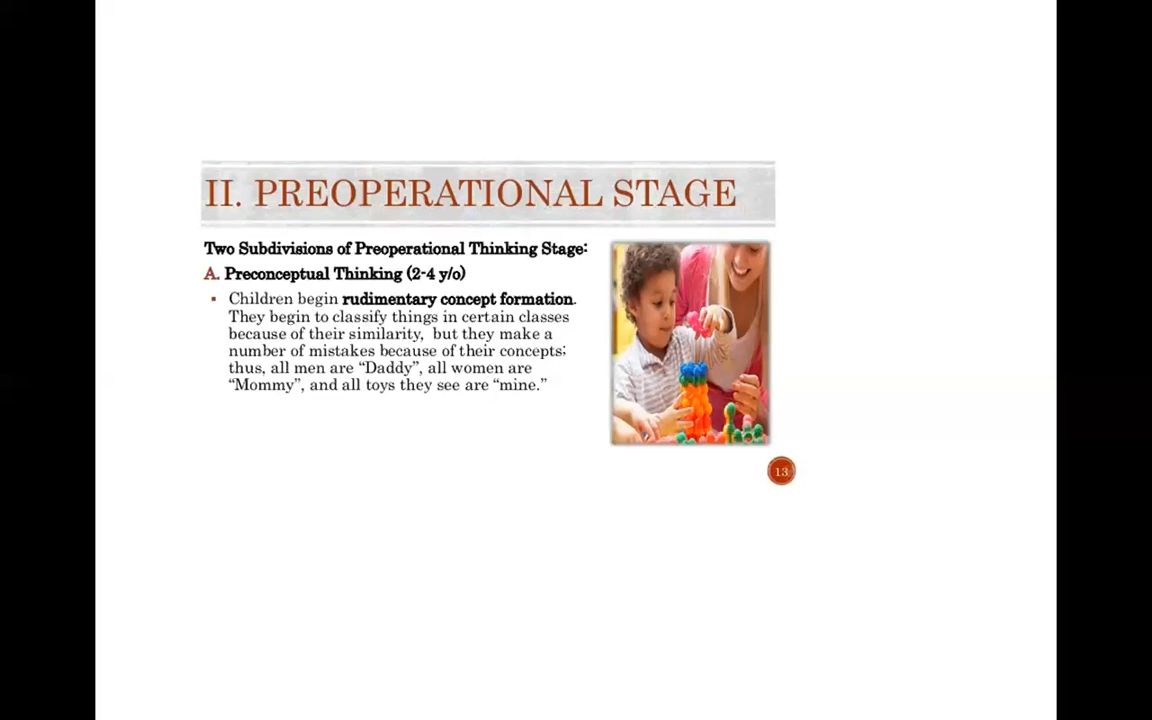 II. PREOPERATIONAL STAGE
Two Subdivisions of Preoperational Thinking Stage:
A. Preconceptual Thinking (2-4 y/o)
▪ Children begin rudimentary concept formation.
They begin to classify things in certain classes
because of their similarity, but they make a
number of mistakes because of their concepts;
thus, all men are “Daddy”, all women are
“Mommy”, and all toys they see are “mine.”
13